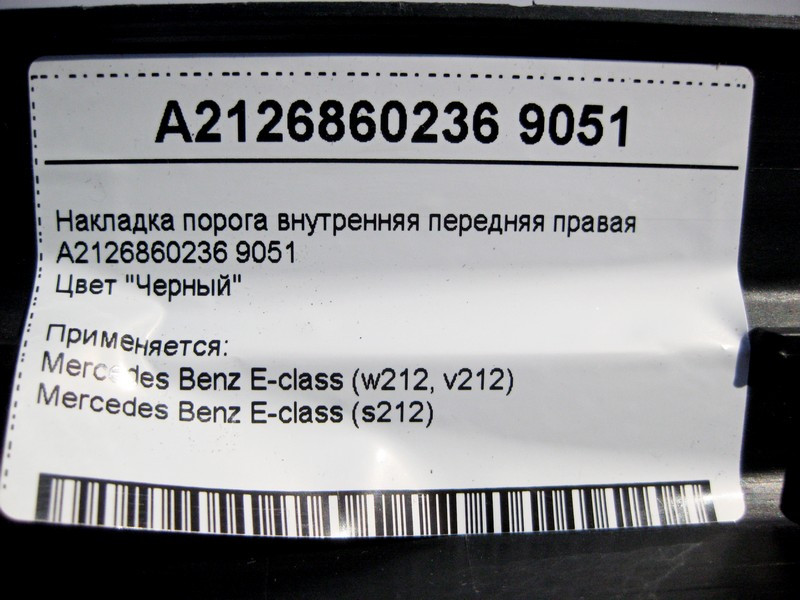 A2126860236 9051
Накладка порога внутренняя передняя правая
A2126860236 9051
Цвет "Черный"
Применяется:
Mercedes Benz E-class (w212, v212)
Mercedes Benz E-class (s212)